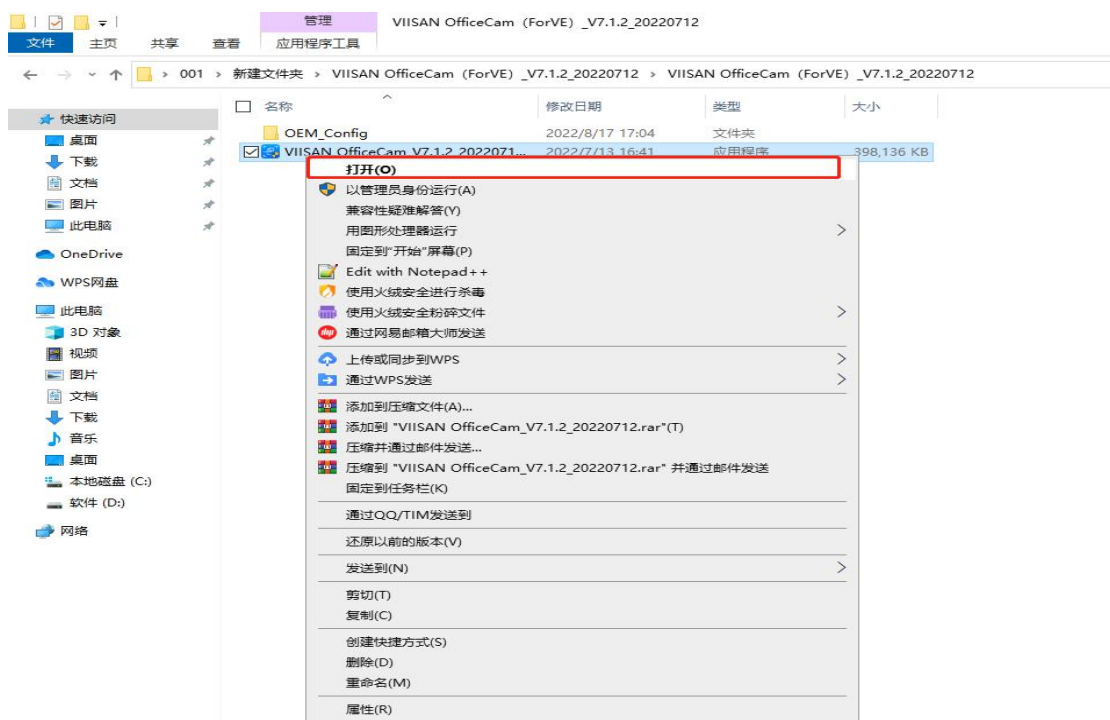 管理
VIISAN OfficeCam (ForVE) _V7.1.2_20220712
文件 主页 共享 查看 应用程序工具
001 › 新建文件夹 › VIISAN OfficeCam (ForVE) _V7.1.2_20220712 › VIISAN OfficeCam (ForVE) _V7.1.2_20220712
名称 修改日期 类型 大小
快速访问
桌面
下载
文档
图片
此电脑
OneDrive
WPS网盘
此电脑
3D 对象
视频
图片
文档
下载
音乐
桌面
本地磁盘 (C:)
软件 (D:)
网络
OEM_Config 2022/8/17 17:04 文件夹
VIISAN OfficeCam_V7.1.2_2022071... 2022/7/13 16:41 应用程序 398,136 KB
打开(O)
以管理员身份运行(A)
兼容性疑难解答(Y)
用图形处理器运行
固定到"开始"屏幕(P)
Edit with Notepad++
使用火绒安全进行杀毒
使用火绒安全粉碎文件
通过网易邮箱大师发送
上传或同步到WPS
通过WPS发送
添加到压缩文件(A)...
添加到 "VIISAN OfficeCam_V7.1.2_20220712.rar"(T)
压缩并通过邮件发送...
压缩到 "VIISAN OfficeCam_V7.1.2_20220712.rar" 并通过邮件发送
固定到任务栏(K)
通过QQ/TIM发送到
还原以前的版本(V)
发送到(N)
剪切(T)
复制(C)
创建快捷方式(S)
删除(D)
重命名(M)
属性(R)